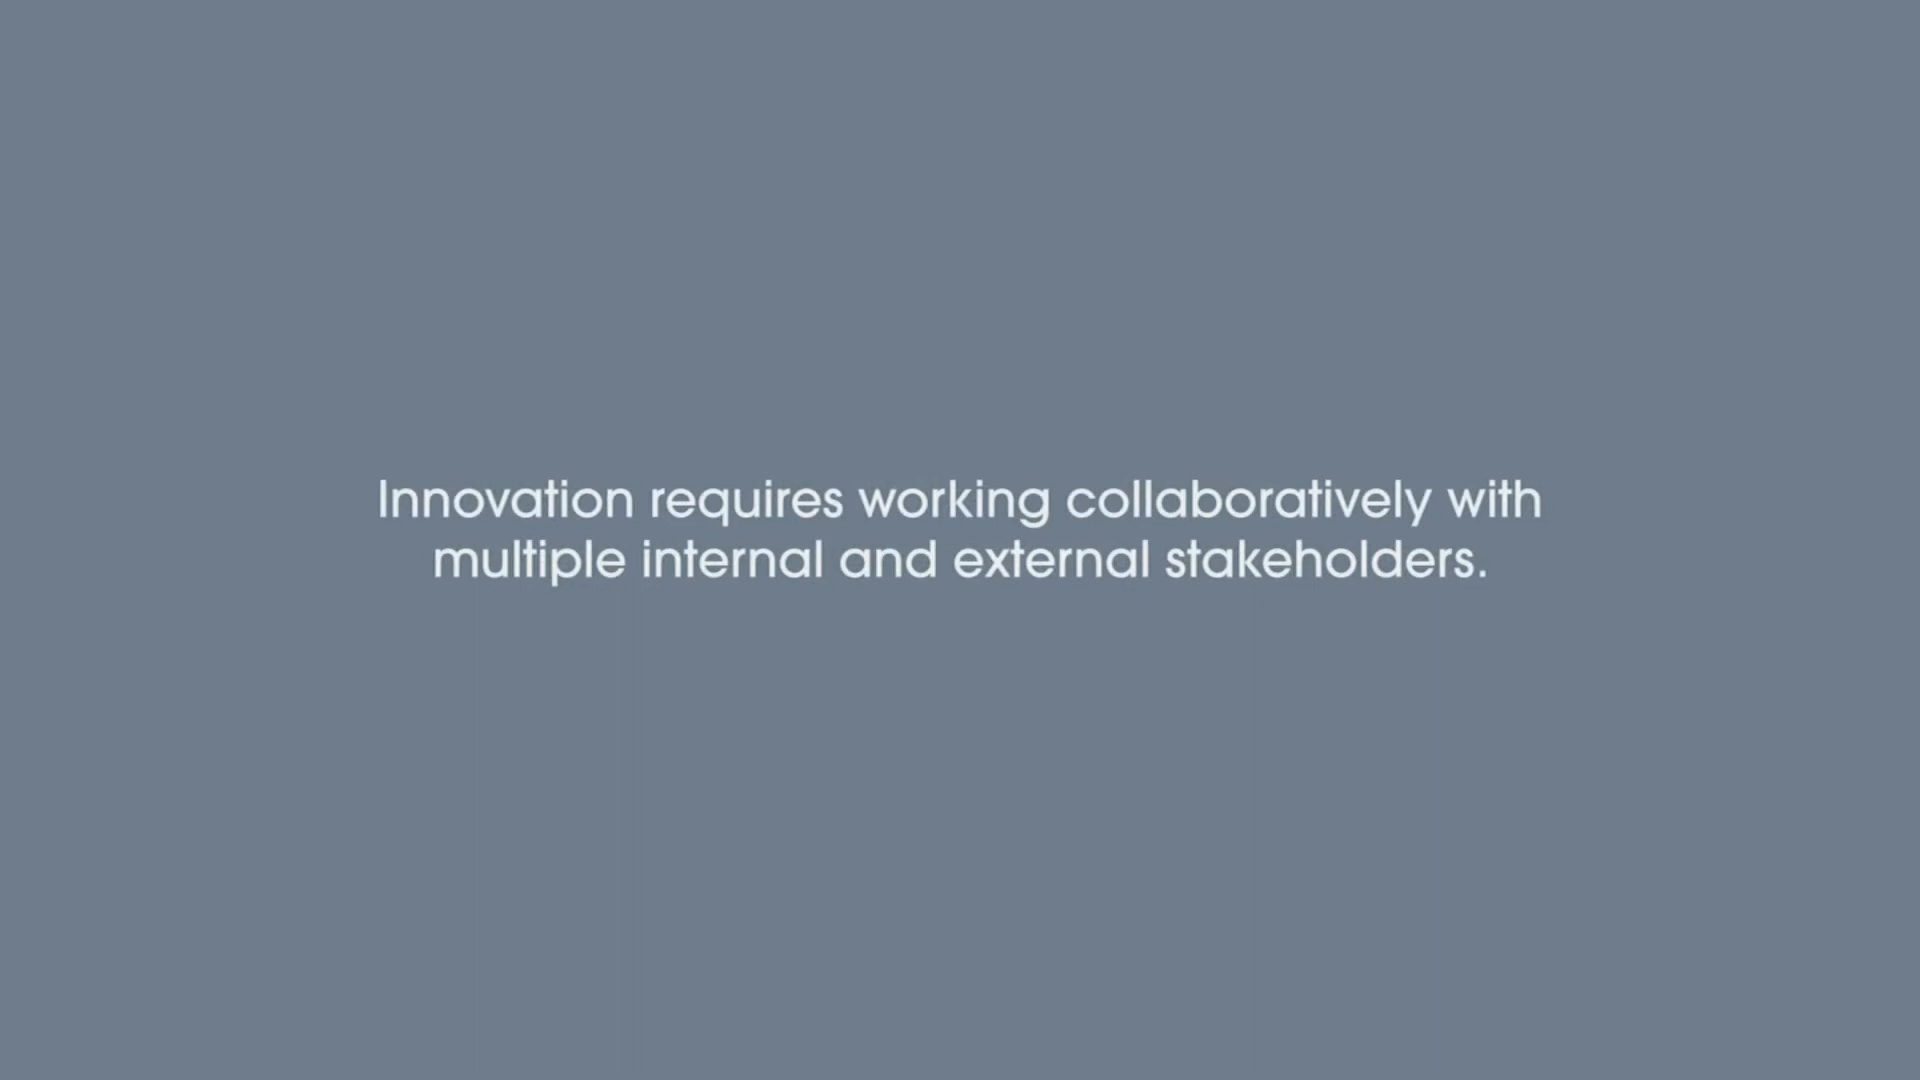 Innovation requires working collaboratively with
multiple internal and external stakeholders.